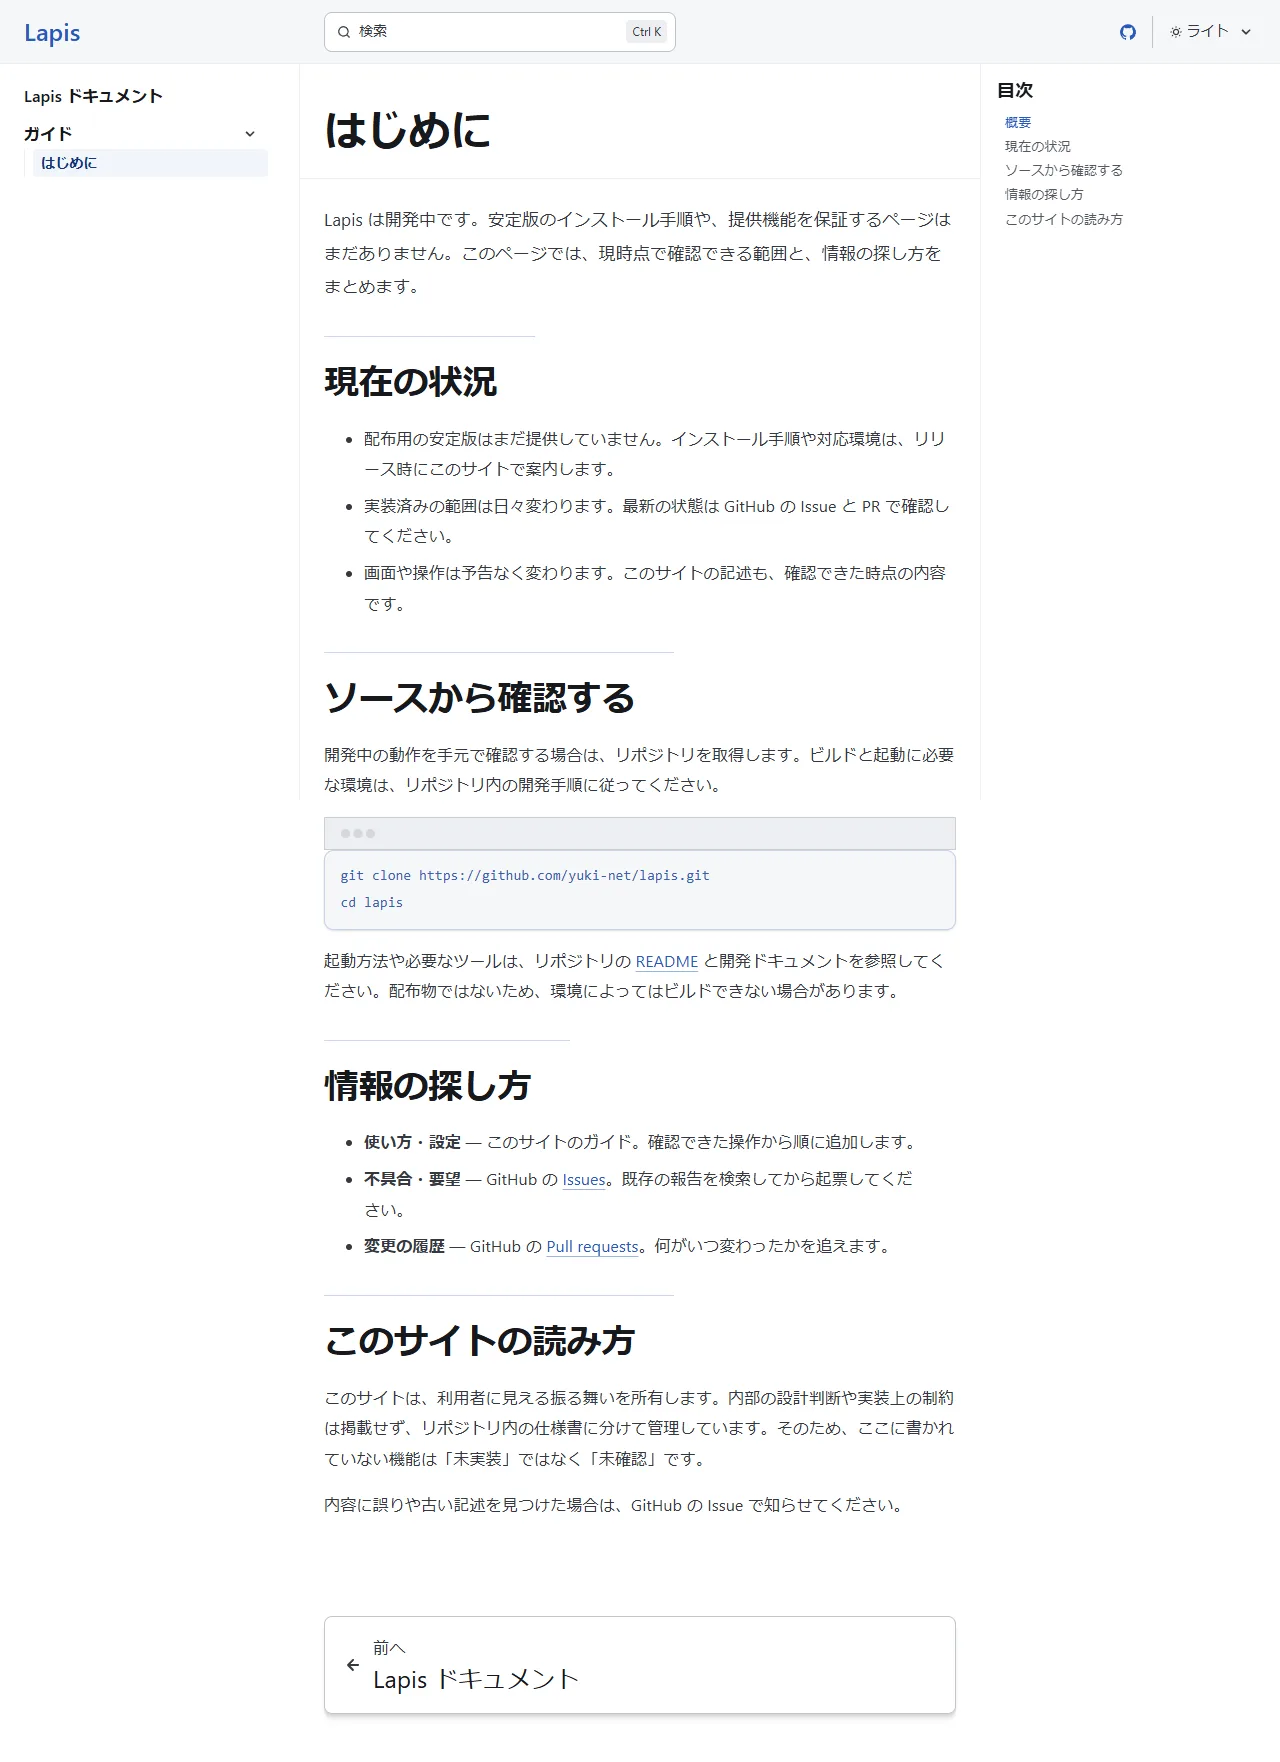 Lapis
検索
Ctrl K
ライト
Lapis ドキュメント
ガイド
はじめに
はじめに
Lapis は開発中です。安定版のインストール手順や、提供機能を保証するページは
まだありません。このページでは、現時点で確認できる範囲と、情報の探し方を
まとめます。
現在の状況
配布用の安定版はまだ提供していません。インストール手順や対応環境は、リリ
ース時にこのサイトで案内します。
実装済みの範囲は日々変わります。最新の状態は GitHub の Issue と PR で確認し
てください。
画面や操作は予告なく変わります。このサイトの記述も、確認できた時点の内容
です。
ソースから確認する
開発中の動作を手元で確認する場合は、リポジトリを取得します。ビルドと起動に必要
な環境は、リポジトリ内の開発手順に従ってください。
git clone https://github.com/yuki-net/lapis.git
cd lapis
起動方法や必要なツールは、リポジトリの README と開発ドキュメントを参照してく
ださい。配布物ではないため、環境によってはビルドできない場合があります。
情報の探し方
使い方・設定 — このサイトのガイド。確認できた操作から順に追加します。
不具合・要望 — GitHub の Issues。既存の報告を検索してから起票してくだ
さい。
変更の履歴 — GitHub の Pull requests。何がいつ変わったかを追えます。
このサイトの読み方
このサイトは、利用者に見える振る舞いを所有します。内部の設計判断や実装上の制約
は掲載せず、リポジトリ内の仕様書に分けて管理しています。そのため、ここに書かれ
ていない機能は「未実装」ではなく「未確認」です。
内容に誤りや古い記述を見つけた場合は、GitHub の Issue で知らせてください。
前へ
Lapis ドキュメント
目次
概要
現在の状況
ソースから確認する
情報の探し方
このサイトの読み方